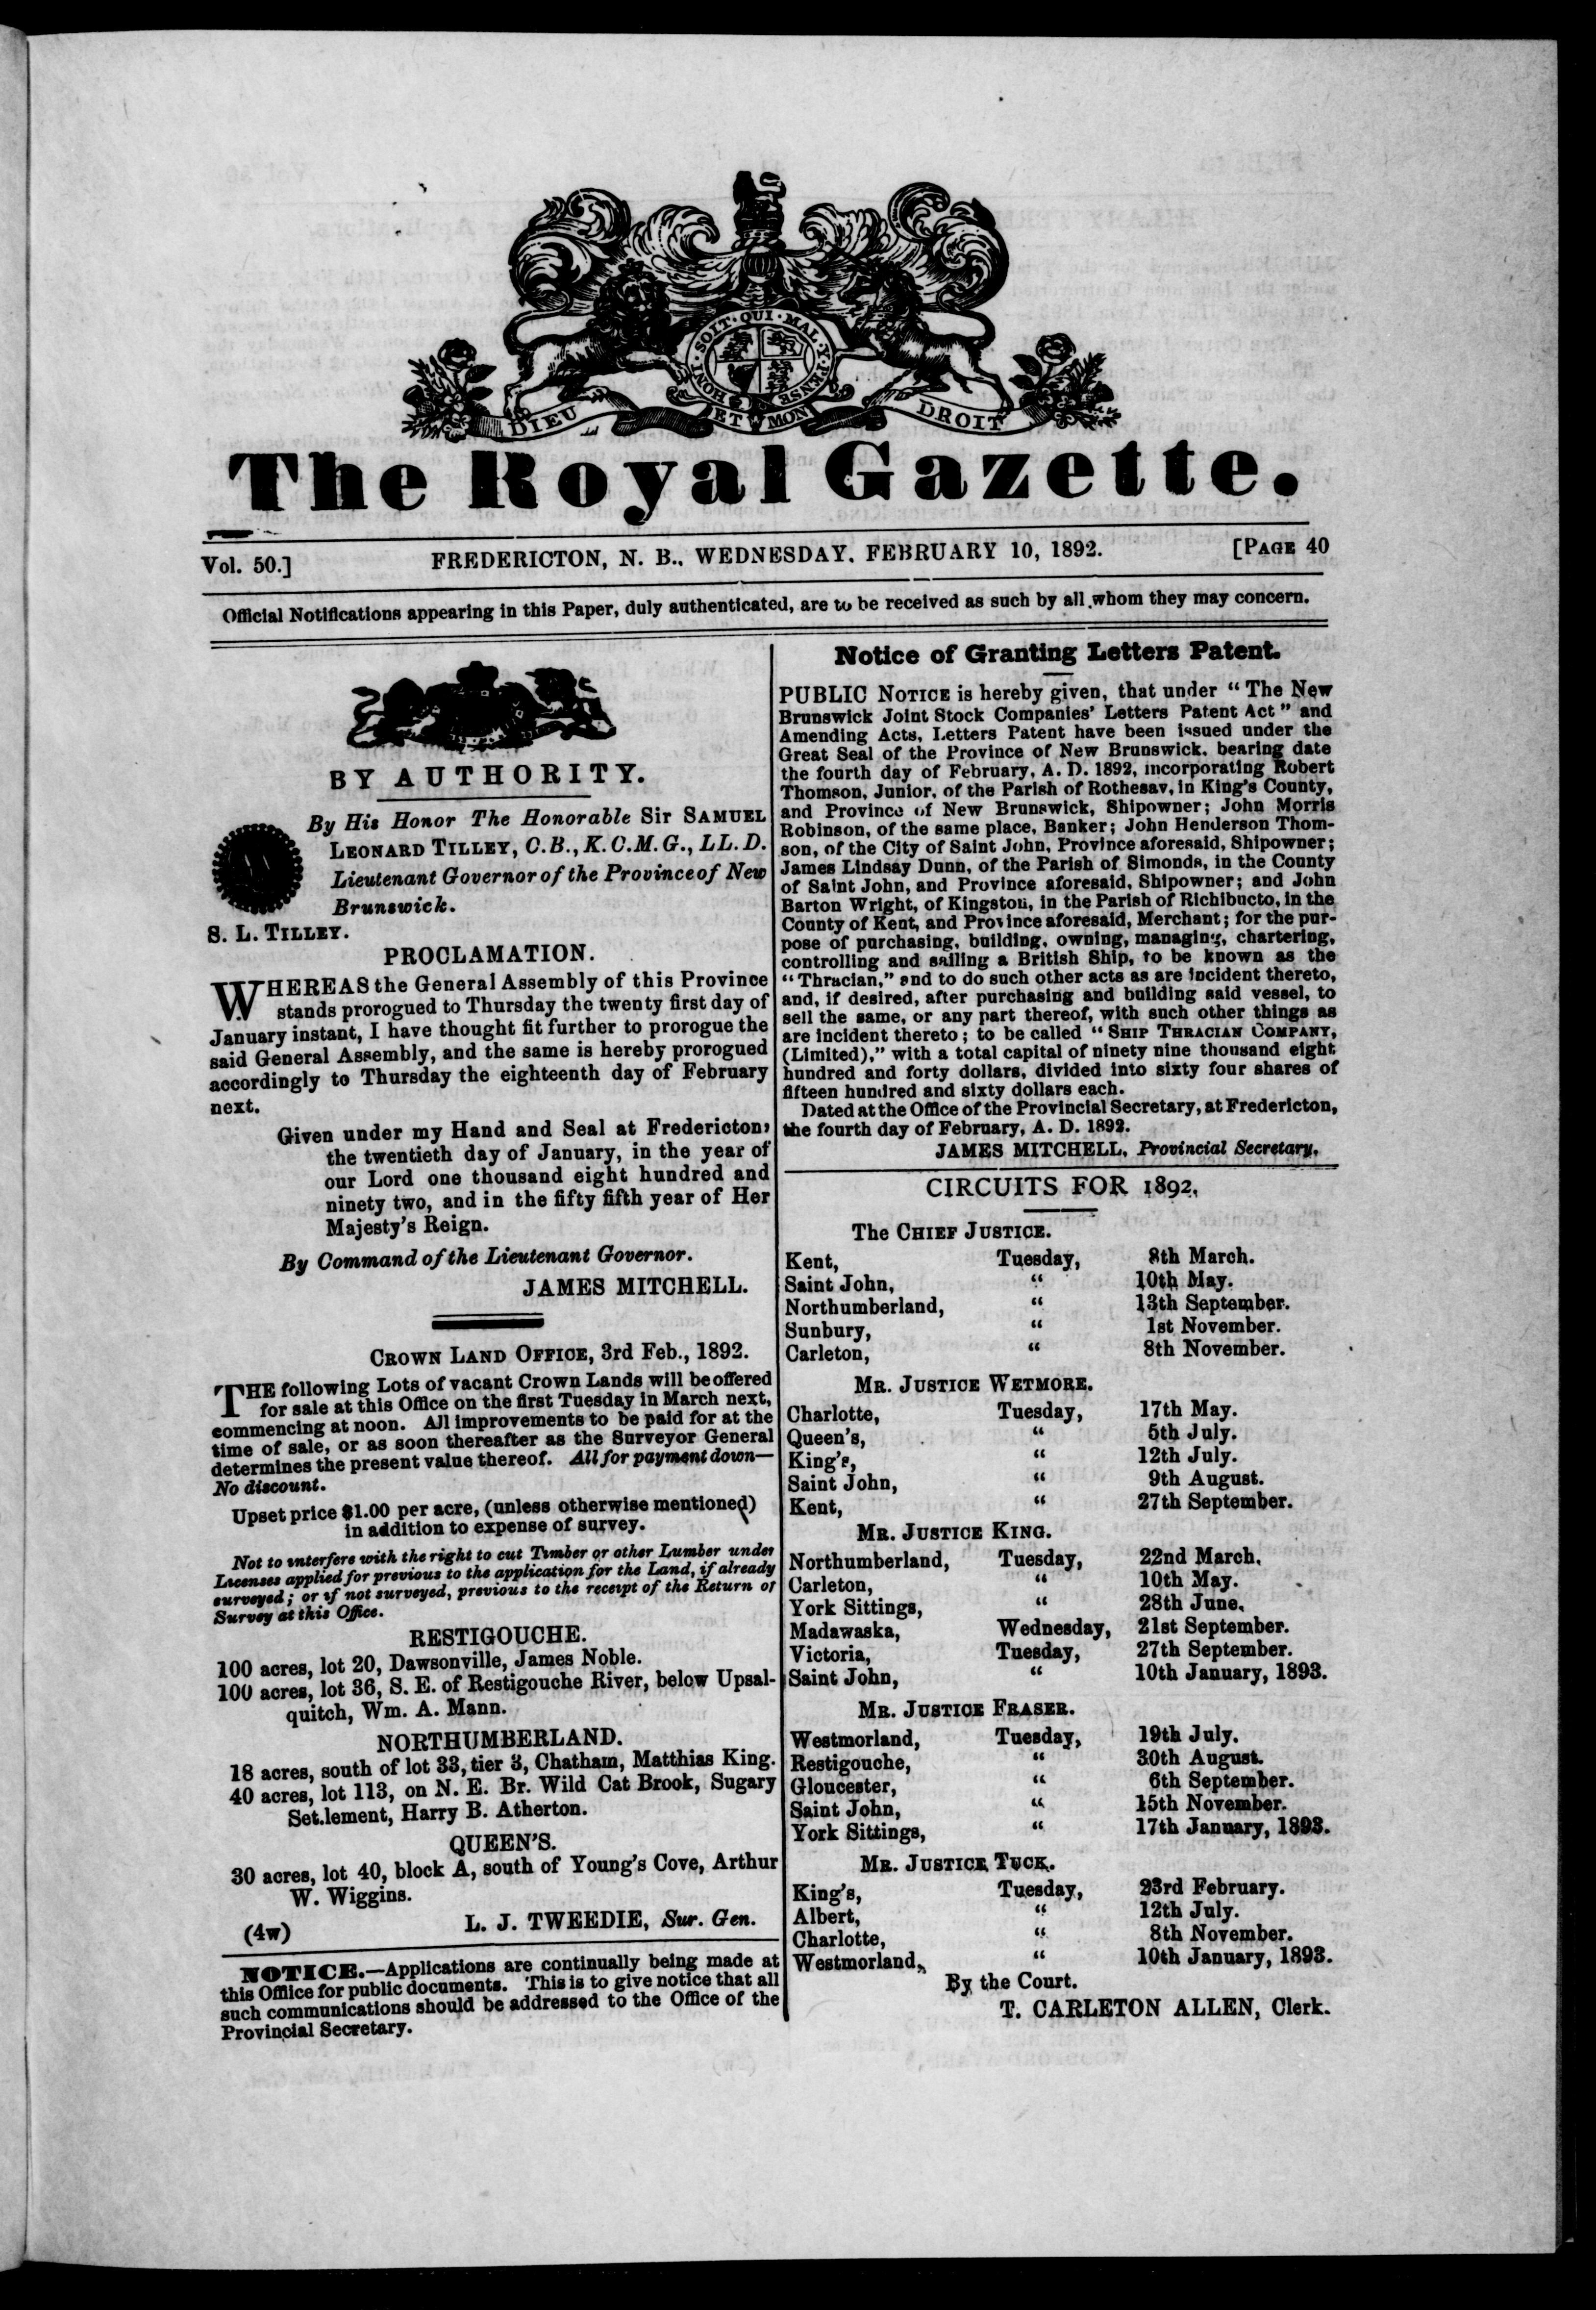 HONI · SOIT · QUI · MAL · Y · PENSE
DIEU ET MON DROIT
The Royal Gazette.
Vol. 50.] FREDERICTON, N. B., WEDNESDAY, FEBRUARY 10, 1892. [PAGE 40
Official Notifications appearing in this Paper, duly authenticated, are to be received as such by all whom they may concern.
BY AUTHORITY.
By His Honor The Honorable Sir SAMUEL
LEONARD TILLEY, C.B., K.C.M.G., LL.D.
Lieutenant Governor of the Province of New
Brunswick.
S. L. TILLEY.
PROCLAMATION.
WHEREAS the General Assembly of this Province
stands prorogued to Thursday the twenty first day of
January instant, I have thought fit further to prorogue the
said General Assembly, and the same is hereby prorogued
accordingly to Thursday the eighteenth day of February
next.
Given under my Hand and Seal at Fredericton,
the twentieth day of January, in the year of
our Lord one thousand eight hundred and
ninety two, and in the fifty fifth year of Her
Majesty's Reign.
By Command of the Lieutenant Governor.
JAMES MITCHELL.
CROWN LAND OFFICE, 3rd Feb., 1892.
THE following Lots of vacant Crown Lands will be offered
for sale at this Office on the first Tuesday in March next,
commencing at noon. All improvements to be paid for at the
time of sale, or as soon thereafter as the Surveyor General
determines the present value thereof. All for payment down—
No discount.
Upset price $1.00 per acre, (unless otherwise mentioned)
in addition to expense of survey.
Not to interfere with the right to cut Timber or other Lumber under
Licenses applied for previous to the application for the Land, if already
surveyed; or if not surveyed, previous to the receipt of the Return of
Survey at this Office.
RESTIGOUCHE.
100 acres, lot 20, Dawsonville, James Noble.
100 acres, lot 36, S. E. of Restigouche River, below Upsal-
quitch, Wm. A. Mann.
NORTHUMBERLAND.
18 acres, south of lot 33, tier 3, Chatham, Matthias King.
40 acres, lot 113, on N. E. Br. Wild Cat Brook, Sugary
Set.lement, Harry B. Atherton.
QUEEN'S.
30 acres, lot 40, block A, south of Young's Cove, Arthur
W. Wiggins.
(4w) L. J. TWEEDIE, Sur. Gen.
NOTICE.—Applications are continually being made at
this Office for public documents. This is to give notice that all
such communications should be addressed to the Office of the
Provincial Secretary.
Notice of Granting Letters Patent.
PUBLIC NOTICE is hereby given, that under "The New
Brunswick Joint Stock Companies' Letters Patent Act" and
Amending Acts, Letters Patent have been issued under the
Great Seal of the Province of New Brunswick, bearing date
the fourth day of February, A. D. 1892, incorporating Robert
Thomson, Junior, of the Parish of Rothesay, in King's County,
and Province of New Brunswick, Shipowner; John Morris
Robinson, of the same place, Banker; John Henderson Thom-
son, of the City of Saint John, Province aforesaid, Shipowner;
James Lindsay Dunn, of the Parish of Simonds, in the County
of Saint John, and Province aforesaid, Shipowner; and John
Barton Wright, of Kingston, in the Parish of Richibucto, in the
County of Kent, and Province aforesaid, Merchant; for the pur-
pose of purchasing, building, owning, managing, chartering,
controlling and sailing a British Ship, to be known as the
"Thracian," and to do such other acts as are incident thereto,
and, if desired, after purchasing and building said vessel, to
sell the same, or any part thereof, with such other things as
are incident thereto; to be called "SHIP THRACIAN COMPANY,
(Limited)," with a total capital of ninety nine thousand eight
hundred and forty dollars, divided into sixty four shares of
fifteen hundred and sixty dollars each.
Dated at the Office of the Provincial Secretary, at Fredericton,
the fourth day of February, A. D. 1892.
JAMES MITCHELL, Provincial Secretary.
CIRCUITS FOR 1892.
The CHIEF JUSTICE.
Kent, Tuesday, 8th March.
Saint John, " 10th May.
Northumberland, " 13th September.
Sunbury, " 1st November.
Carleton, " 8th November.
MR. JUSTICE WETMORE.
Charlotte, Tuesday, 17th May.
Queen's, " 5th July.
King's, " 12th July.
Saint John, " 9th August.
Kent, " 27th September.
MR. JUSTICE KING.
Northumberland, Tuesday, 22nd March.
Carleton, " 10th May.
York Sittings, " 28th June.
Madawaska, Wednesday, 21st September.
Victoria, Tuesday, 27th September.
Saint John, " 10th January, 1893.
MR. JUSTICE FRASER.
Westmorland, Tuesday, 19th July.
Restigouche, " 30th August.
Gloucester, " 6th September.
Saint John, " 15th November.
York Sittings, " 17th January, 1893.
MR. JUSTICE TUCK.
King's, Tuesday, 23rd February.
Albert, " 12th July.
Charlotte, " 8th November.
Westmorland, " 10th January, 1893.
By the Court.
T. CARLETON ALLEN, Clerk.